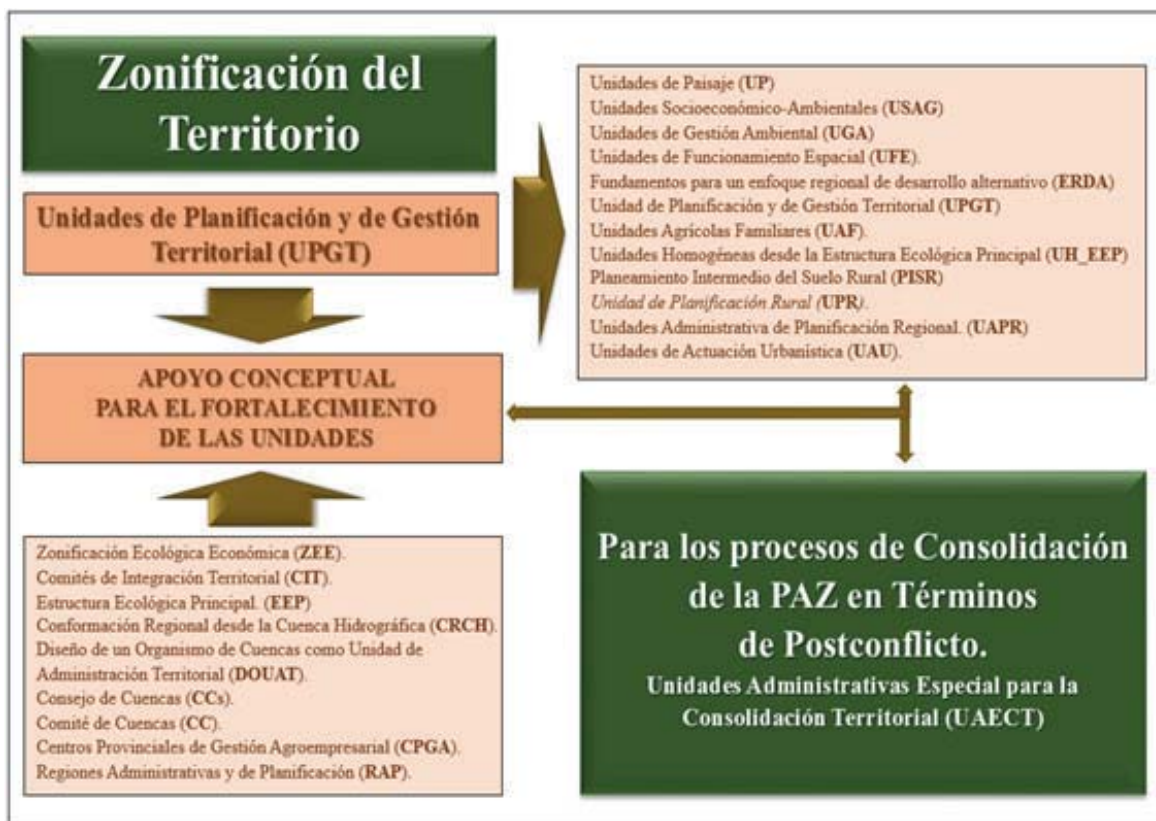 Zonificación del
Territorio
Unidades de Planificación y de Gestión
Territorial (UPGT)
APOYO CONCEPTUAL
PARA EL FORTALECIMIENTO
DE LAS UNIDADES
Zonificación Ecológica Económica (ZEE).
Comités de Integración Territorial (CIT).
Estructura Ecológica Principal. (EEP)
Conformación Regional desde la Cuenca Hidrográfica (CRCH).
Diseño de un Organismo de Cuencas como Unidad de
Administración Territorial (DOUAT).
Consejo de Cuencas (CCs).
Comité de Cuencas (CC).
Centros Provinciales de Gestión Agroempresarial (CPGA).
Regiones Administrativas y de Planificación (RAP).
Unidades de Paisaje (UP)
Unidades Socioeconómico-Ambientales (USAG)
Unidades de Gestión Ambiental (UGA)
Unidades de Funcionamiento Espacial (UFE).
Fundamentos para un enfoque regional de desarrollo alternativo (ERDA)
Unidad de Planificación y de Gestión Territorial (UPGT)
Unidades Agrícolas Familiares (UAF).
Unidades Homogéneas desde la Estructura Ecológica Principal (UH_EEP)
Planeamiento Intermedio del Suelo Rural (PISR)
Unidad de Planificación Rural (UPR).
Unidades Administrativa de Planificación Regional. (UAPR)
Unidades de Actuación Urbanística (UAU).
Para los procesos de Consolidación
de la PAZ en Términos
de Postconflicto.
Unidades Administrativas Especial para la
Consolidación Territorial (UAECT)